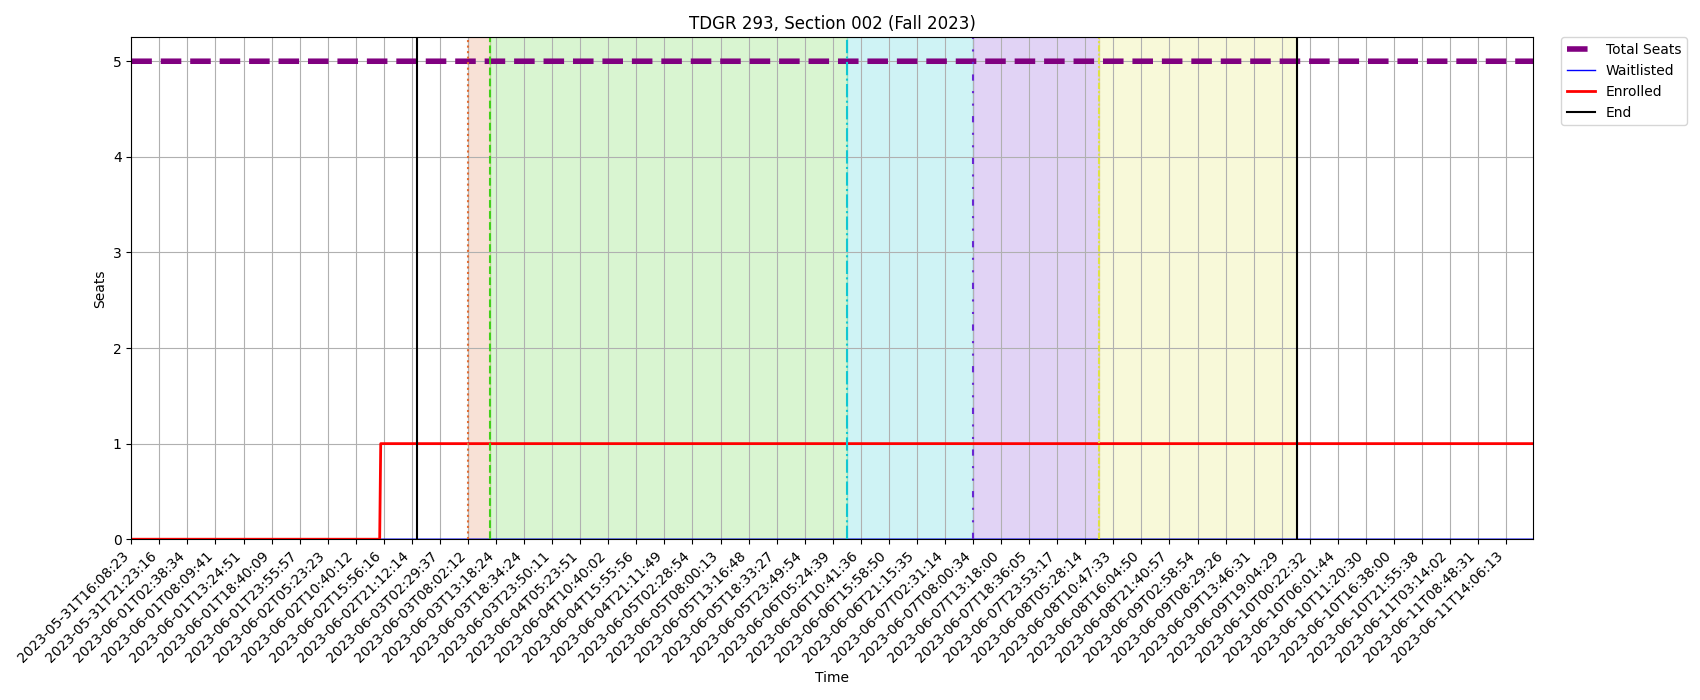 TDGR 293, Section 002 (Fall 2023)
Total Seats
Waitlisted
Enrolled
End
Seats
5
4
3
2
1
0
2023-05-31T16:08:23
2023-05-31T21:23:16
2023-06-01T02:38:34
2023-06-01T08:09:41
2023-06-01T13:24:51
2023-06-01T18:40:09
2023-06-01T23:55:57
2023-06-02T05:23:23
2023-06-02T10:40:12
2023-06-02T15:56:16
2023-06-02T21:12:14
2023-06-03T02:29:37
2023-06-03T08:02:12
2023-06-03T13:18:24
2023-06-03T18:34:24
2023-06-03T23:50:11
2023-06-04T05:23:51
2023-06-04T10:40:02
2023-06-04T15:55:56
2023-06-04T21:11:49
2023-06-05T02:28:54
2023-06-05T08:00:13
2023-06-05T13:16:48
2023-06-05T18:33:27
2023-06-05T23:49:54
2023-06-06T05:24:39
2023-06-06T10:41:36
2023-06-06T15:58:50
2023-06-06T21:15:35
2023-06-07T02:31:14
2023-06-07T08:00:34
2023-06-07T13:18:00
2023-06-07T18:36:05
2023-06-07T23:53:17
2023-06-08T05:28:14
2023-06-08T10:47:33
2023-06-08T16:04:50
2023-06-08T21:40:57
2023-06-09T02:58:54
2023-06-09T08:29:26
2023-06-09T13:46:31
2023-06-09T19:04:29
2023-06-10T00:22:32
2023-06-10T06:01:44
2023-06-10T11:20:30
2023-06-10T16:38:00
2023-06-10T21:55:38
2023-06-11T03:14:02
2023-06-11T08:48:31
2023-06-11T14:06:13
Time